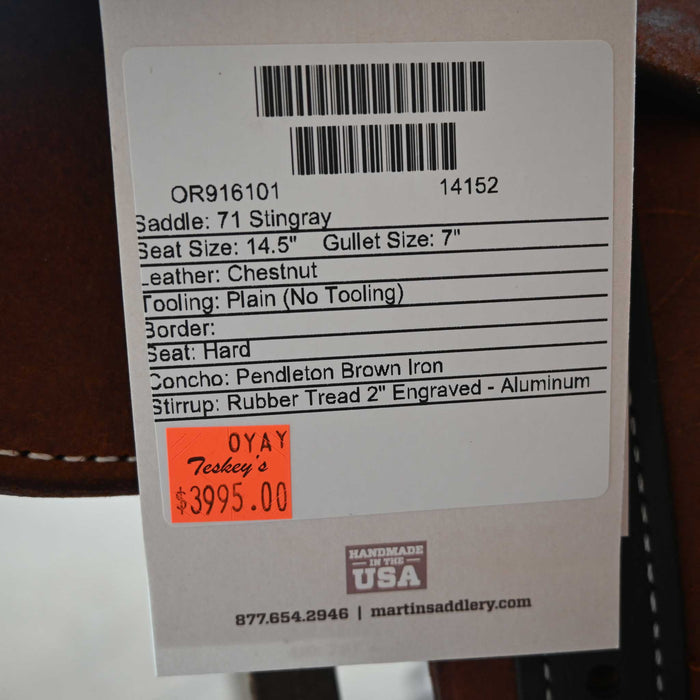 OR916101 14152
Saddle: 71 Stingray
Seat Size: 14.5" Gullet Size: 7"
Leather: Chestnut
Tooling: Plain (No Tooling)
Border:
Seat: Hard
Concho: Pendleton Brown Iron
Stirrup: Rubber Tread 2" Engraved - Aluminum
OYAY
Teskey's
$3995.00
HANDMADE
IN THE
USA
877.654.2946 | martinsaddlery.com